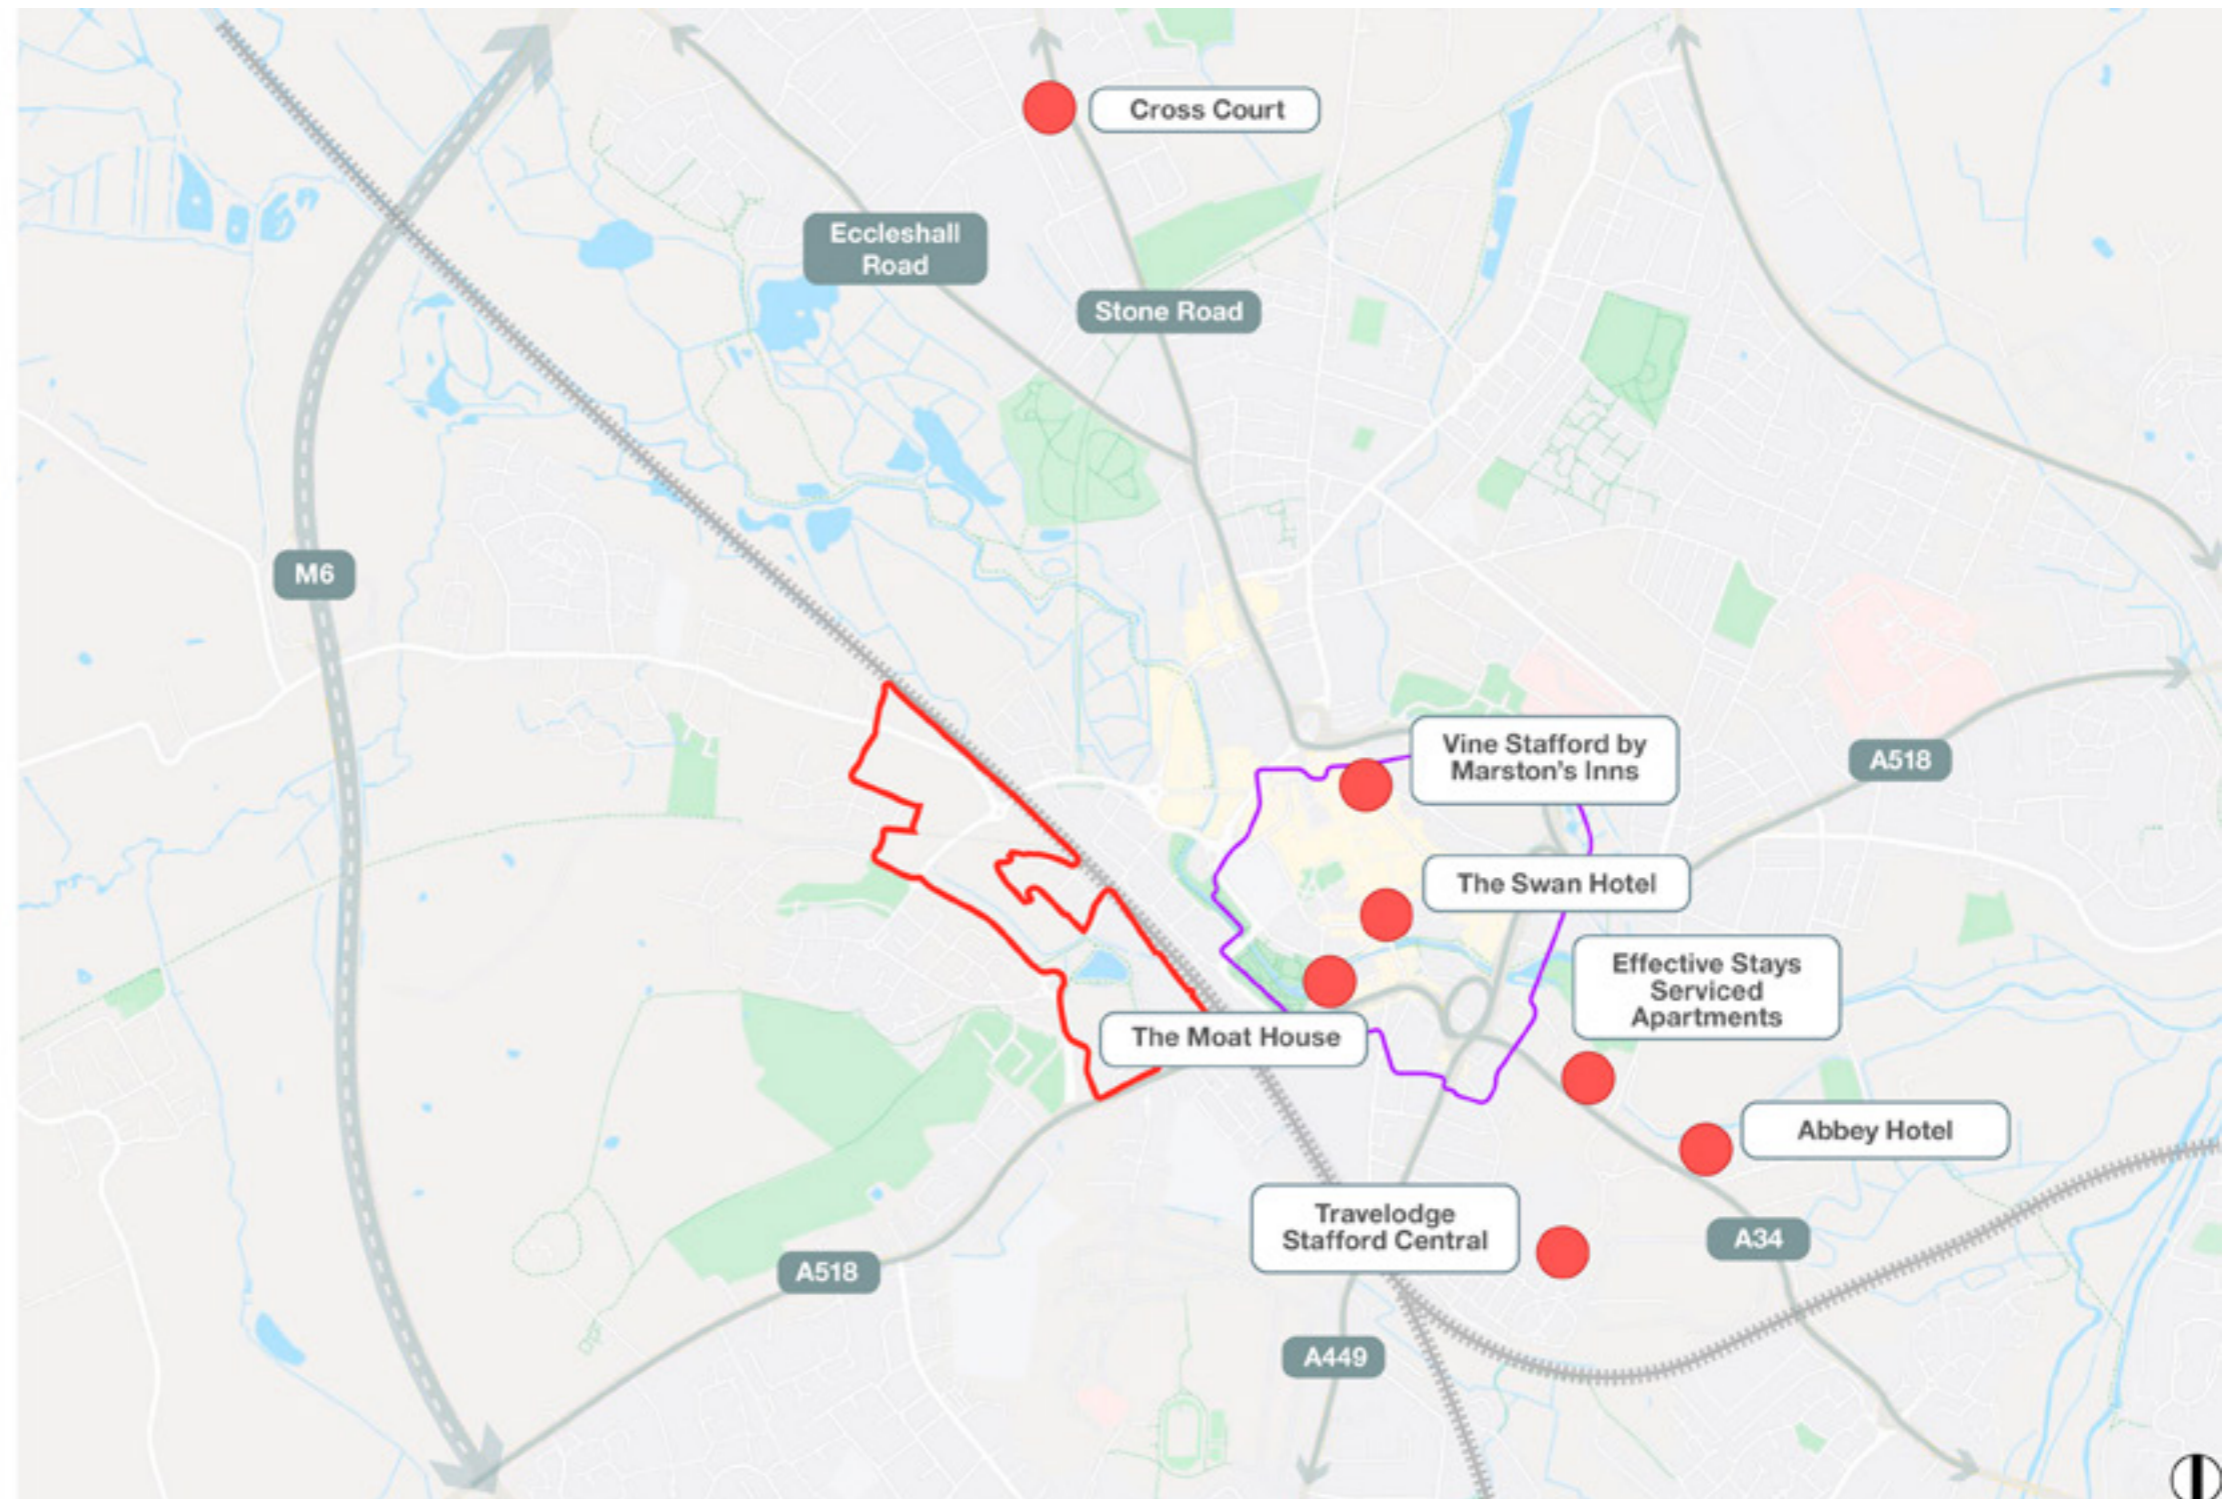 Cross Court
Eccleshall
Road
Stone Road
M6
Vine Stafford by
Marston's Inns
A518
The Swan Hotel
Effective Stays
Serviced
Apartments
The Moat House
Abbey Hotel
Travelodge
Stafford Central
A34
A518
A449